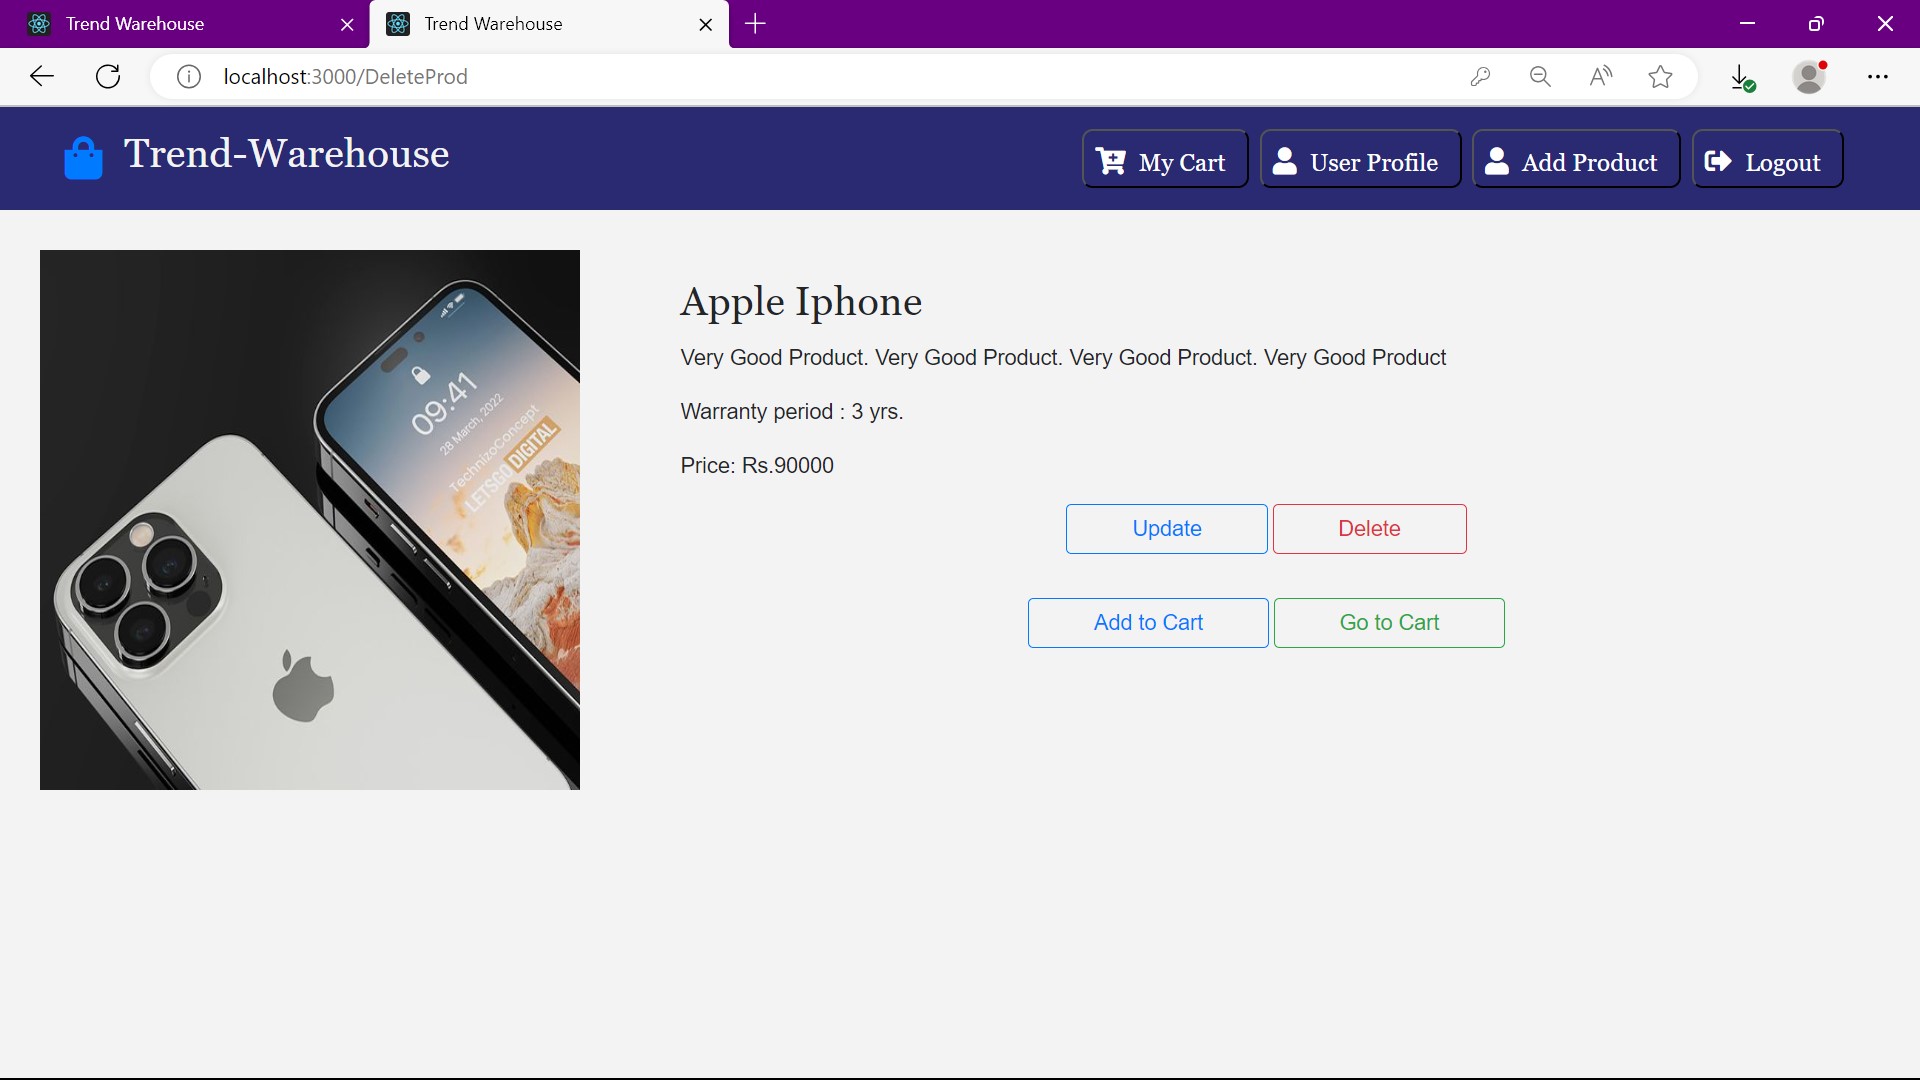 Trend Warehouse
Trend Warehouse
localhost:3000/DeleteProd
Trend-Warehouse
My Cart
User Profile
Add Product
Logout
09:41
28 March, 2022
TechnizoConcept
LETSGO DIGITAL
Apple Iphone
Very Good Product. Very Good Product. Very Good Product. Very Good Product
Warranty period : 3 yrs.
Price: Rs.90000
Update
Delete
Add to Cart
Go to Cart